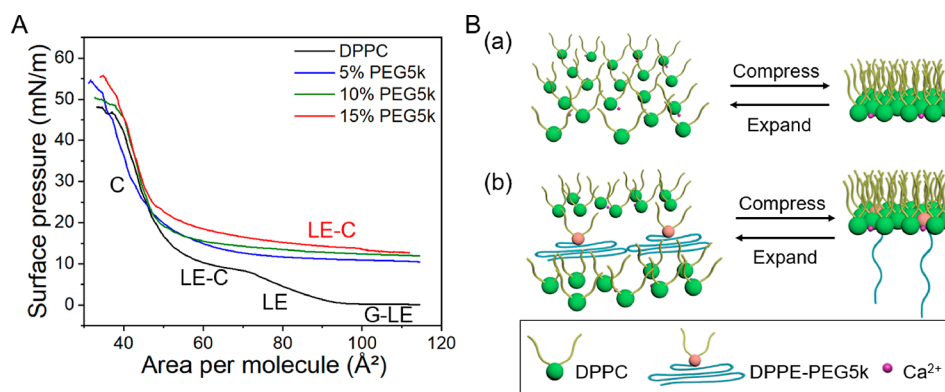 A
Surface pressure (mN/m)
60
50
40
30
20
10
0
DPPC
5% PEG5k
10% PEG5k
15% PEG5k
C
LE-C
LE-C
LE
G-LE
40
60
80
100
120
Area per molecule (Å²)
B
(a)
Compress
Expand
(b)
Compress
Expand
DPPC
DPPE-PEG5k
Ca²⁺